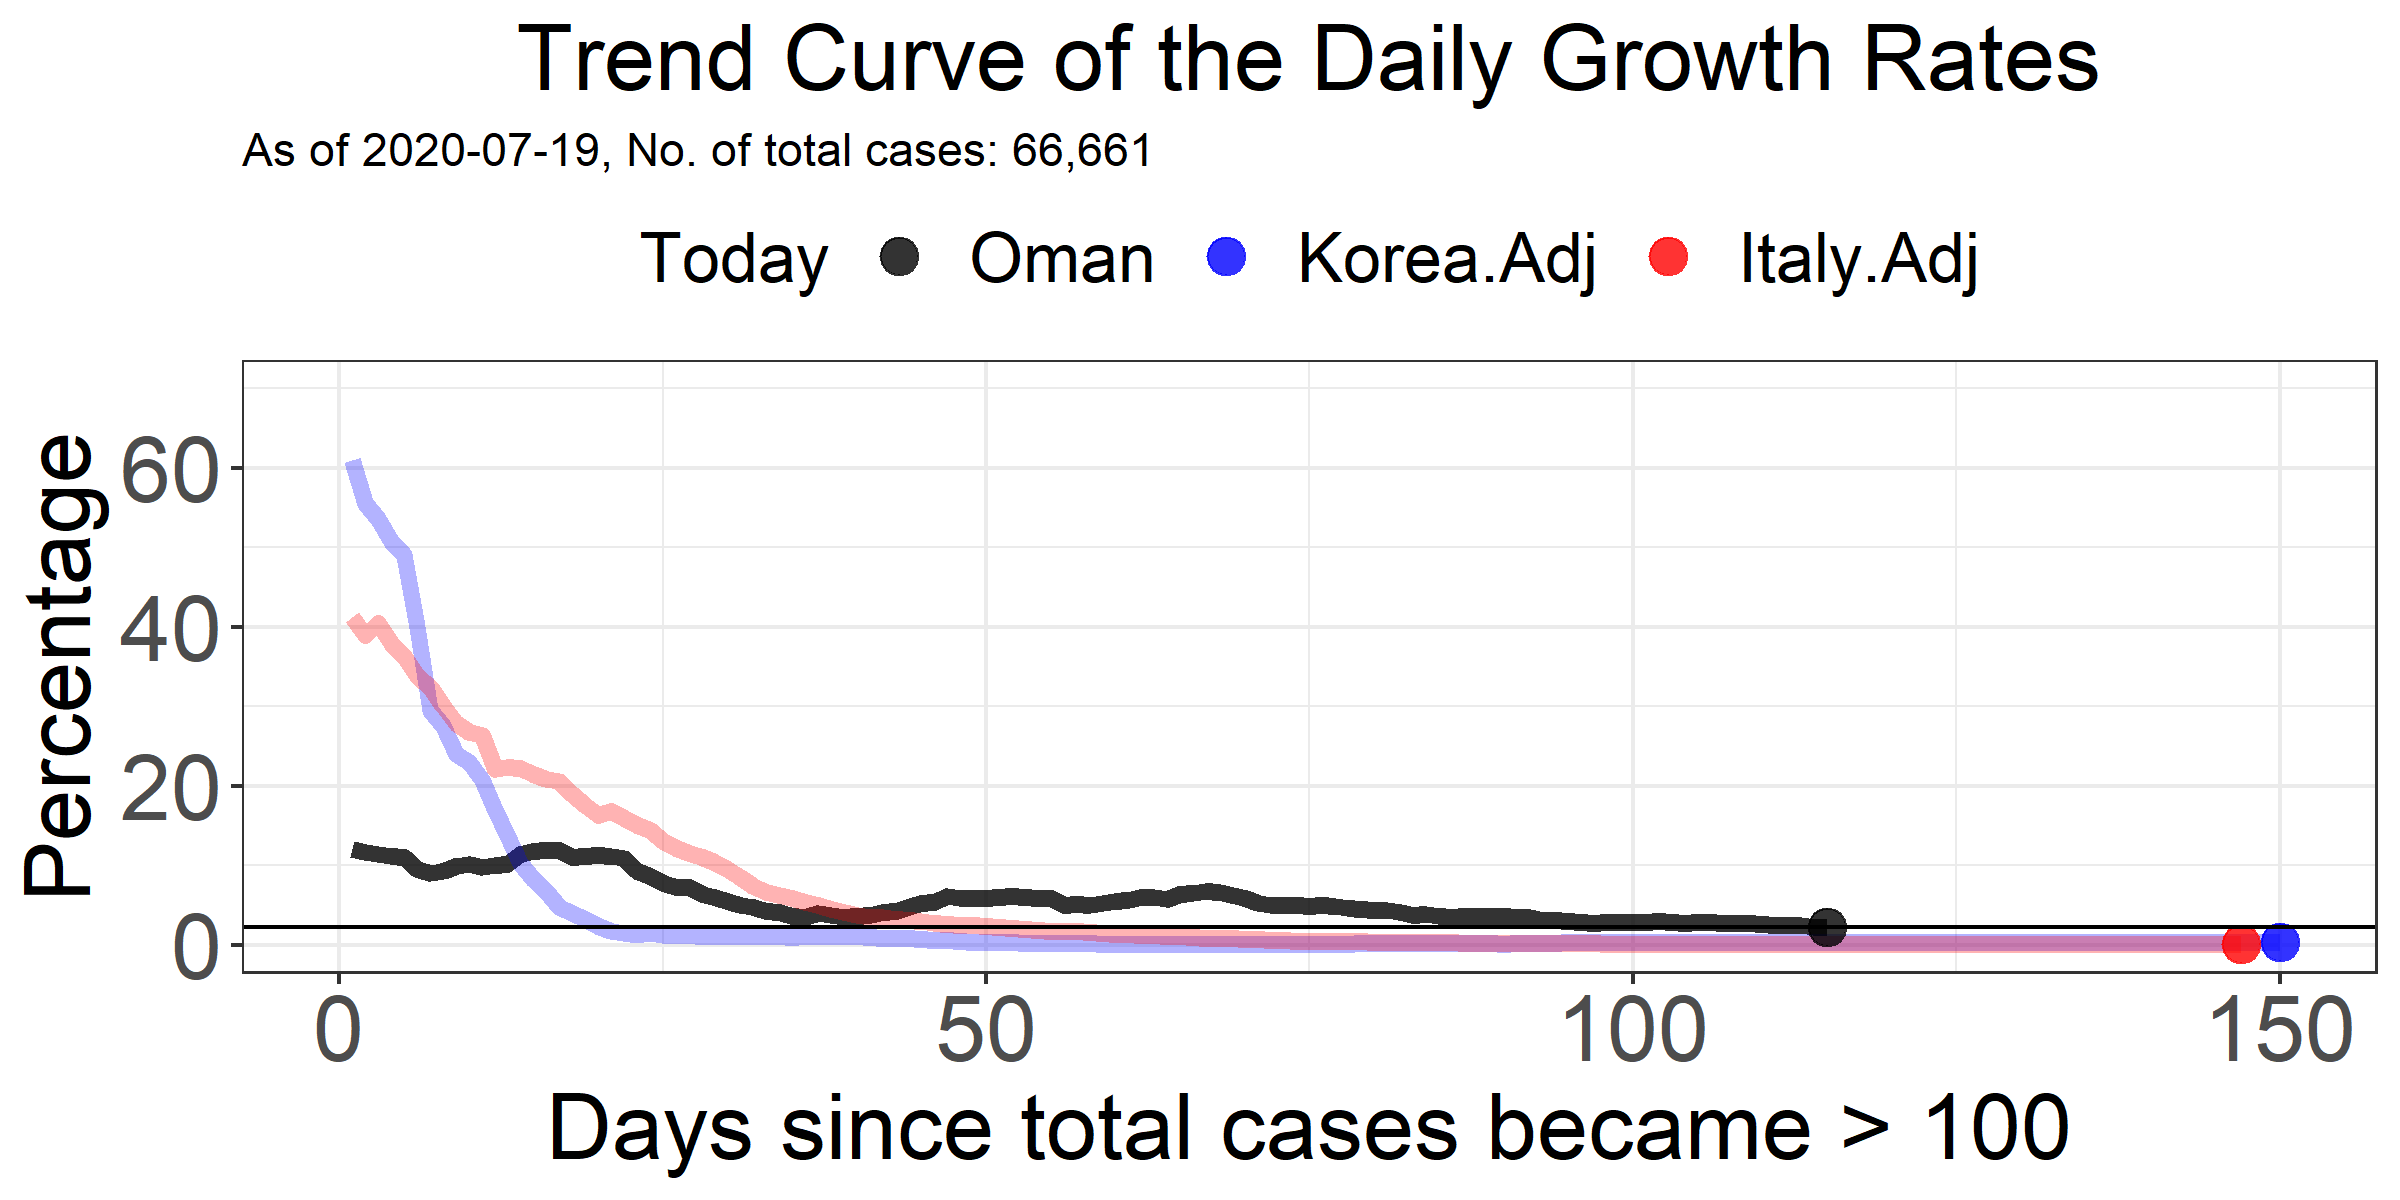 Trend Curve of the Daily Growth Rates
As of 2020-07-19, No. of total cases: 66,661
Today Oman Korea.Adj Italy.Adj
Percentage
60
40
20
0
0 50 100 150
Days since total cases became > 100